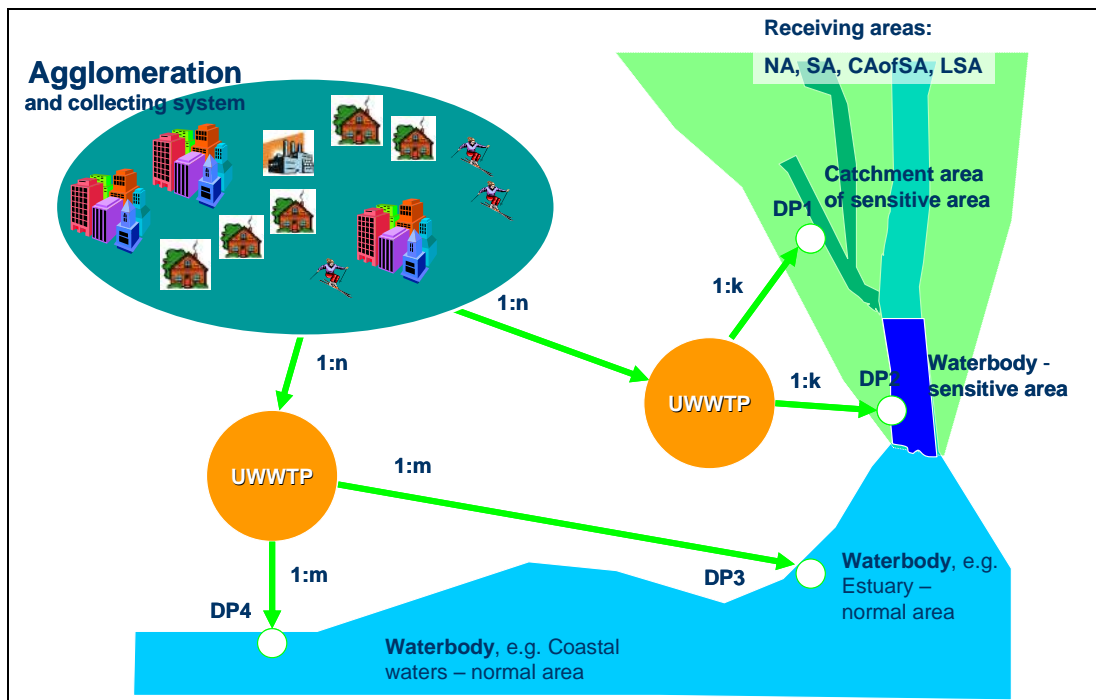 Receiving areas:
NA, SA, CAofSA, LSA
Agglomeration
and collecting system
Catchment area
of sensitive area
DP1
1:n
1:k
1:n
1:k
DP2
Waterbody -
sensitive area
UWWTP
UWWTP
1:m
1:m
DP3
DP4
Waterbody, e.g.
Estuary –
normal area
Waterbody, e.g. Coastal
waters – normal area